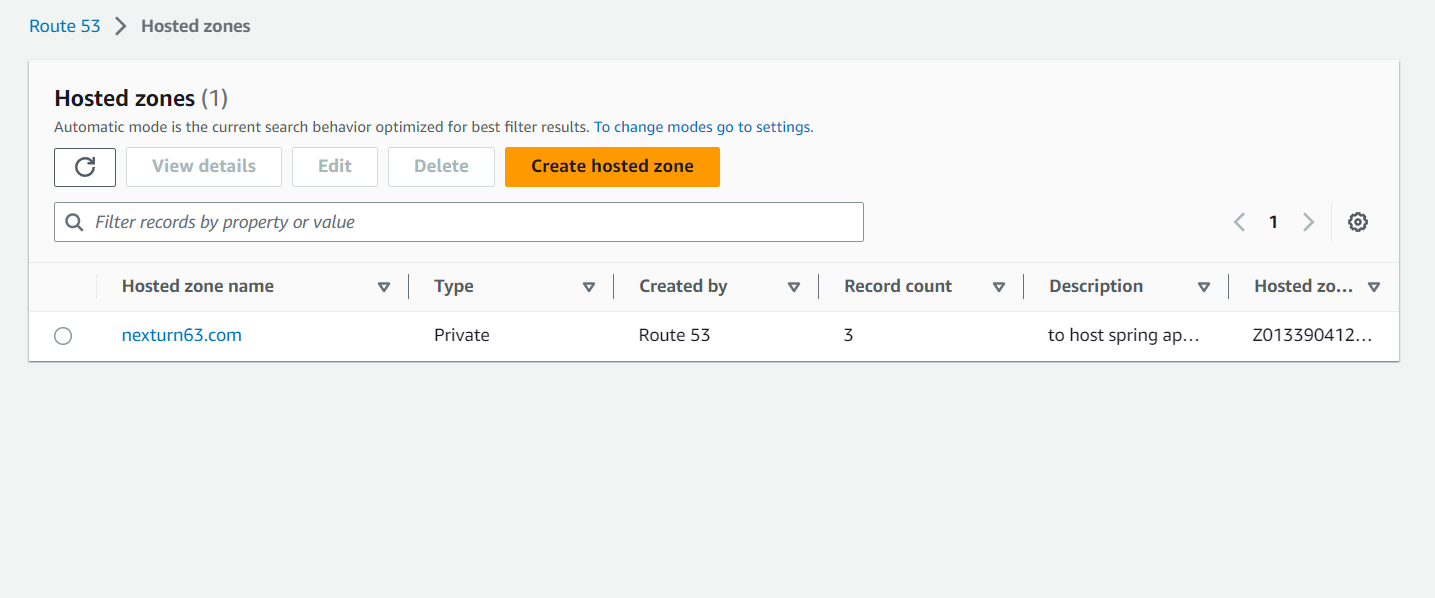 Route 53 > Hosted zones
Hosted zones (1)
Automatic mode is the current search behavior optimized for best filter results. To change modes go to settings.
View details Edit Delete Create hosted zone
Filter records by property or value 1
Hosted zone name Type Created by Record count Description Hosted zo...
nexturn63.com Private Route 53 3 to host spring ap... Z013390412...